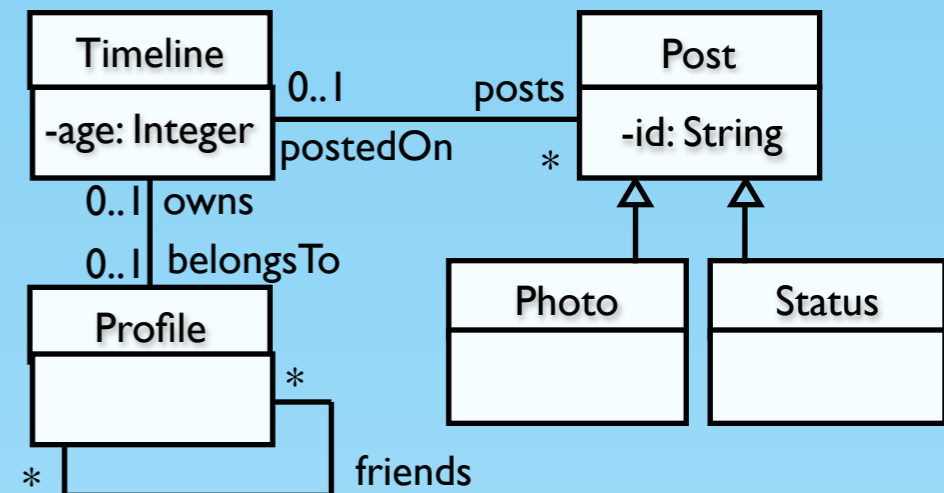 Timeline
-age: Integer
0..1
posts
postedOn
*
Post
-id: String
0..1 owns
0..1 belongsTo
Profile
*
*
friends
Photo
Status